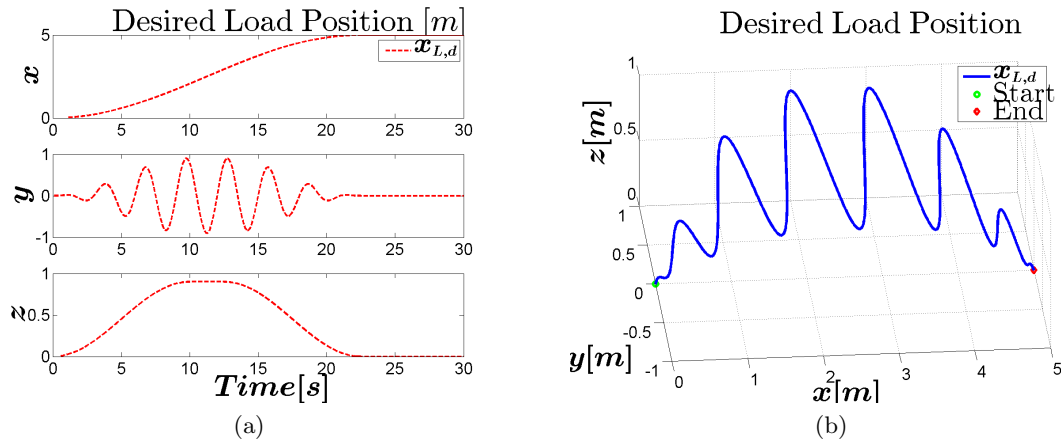 Desired Load Position [m]
x_{L,d}
x
5
0
0 5 10 15 20 25 30
y
1
0
-1
0 5 10 15 20 25 30
z
1
0.5
0
0 5 10 15 20 25 30
Time[s]
(a)
Desired Load Position
x_{L,d}
Start
End
z[m]
1
0.5
0
1
0.5
0
-0.5
-1
y[m]
0 1 2 3 4 5
x[m]
(b)